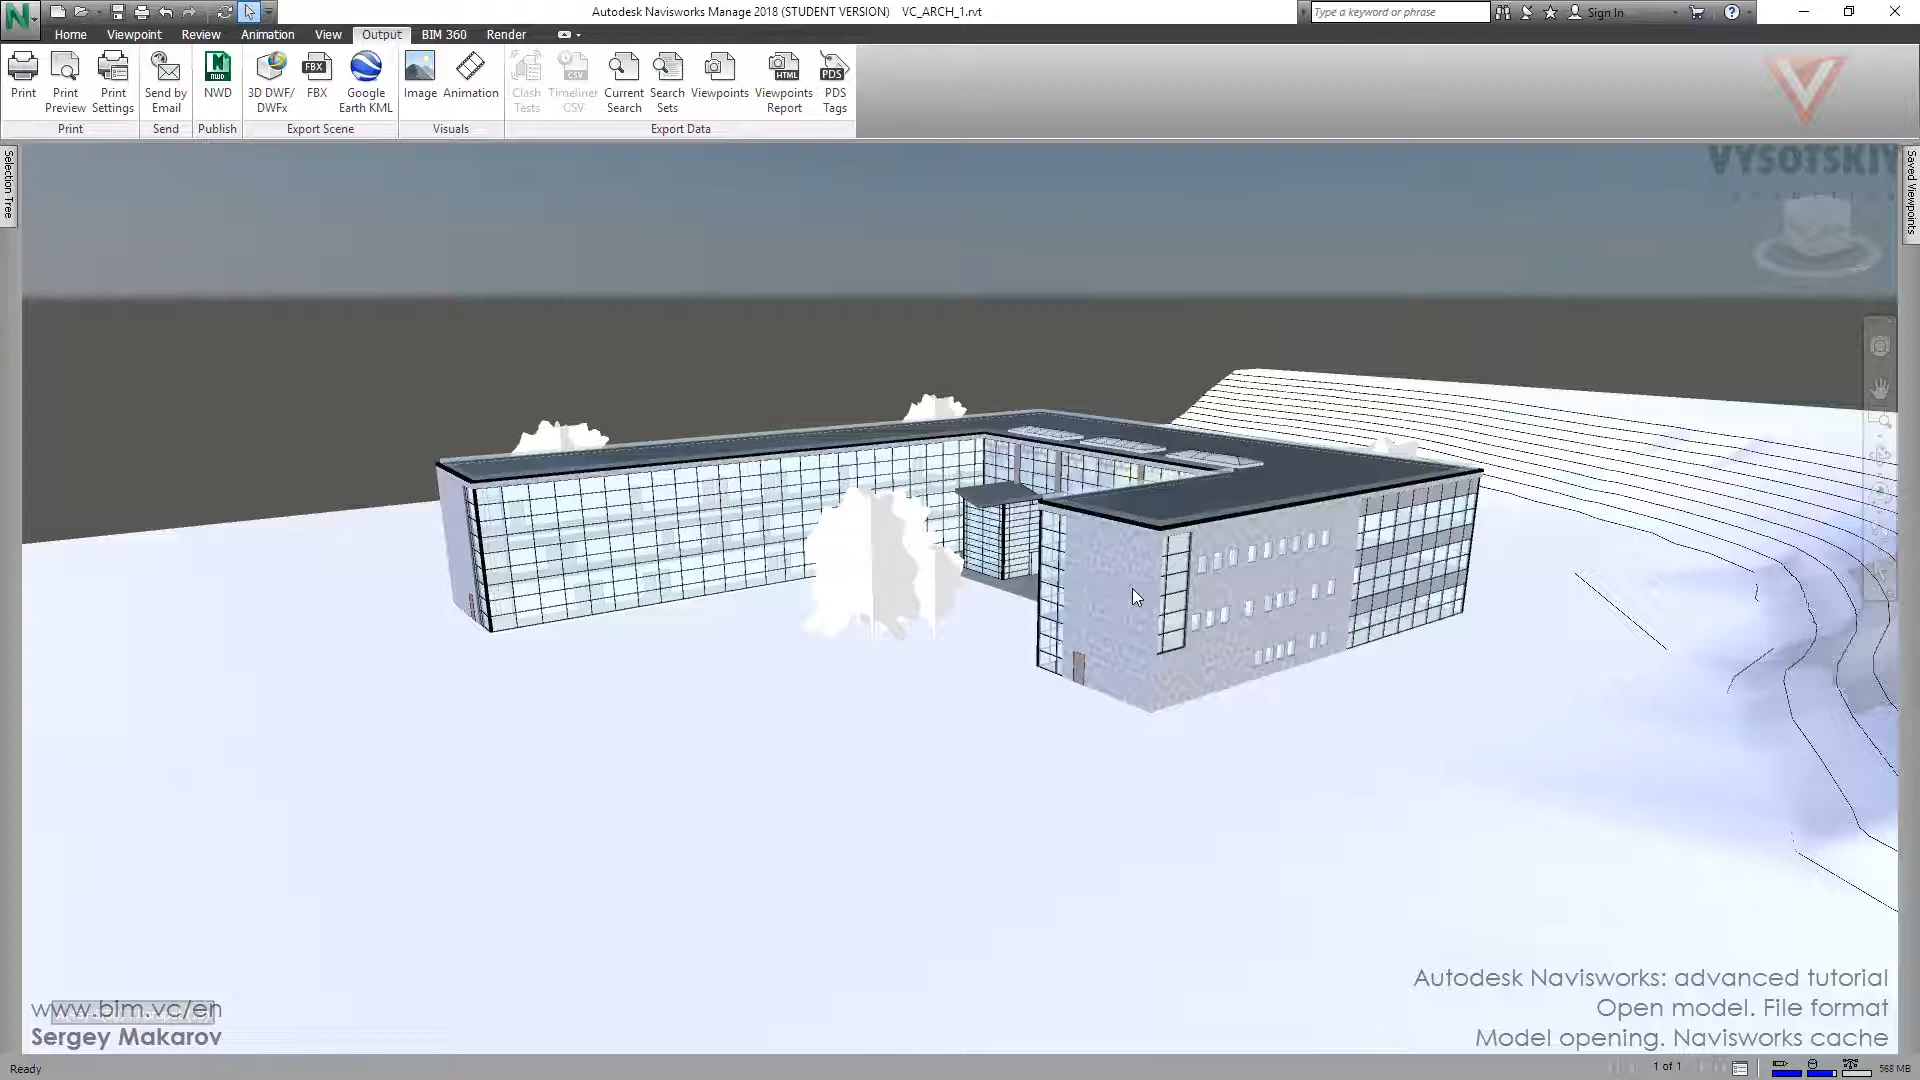 Autodesk Navisworks Manage 2018 (STUDENT VERSION) VC_ARCH_1.rvt
Type a keyword or phrase
Sign In
Home Viewpoint Review Animation View Output BIM 360 Render
Print
Print Preview
Print Settings
Send by Email
NWD
3D DWF/ DWFx
FBX
Google Earth KML
Image
Animation
Clash Tests
Timeliner CSV
Current Search
Search Sets
Viewpoints
Viewpoints Report
PDS Tags
Print Send Publish Export Scene Visuals Export Data
Selection Tree
Saved Viewpoints
VYSOTSKIY
www.bim.vc/en
Sergey Makarov
Autodesk Navisworks: advanced tutorial
Open model. File format
Model opening. Navisworks cache
Ready
1 of 1
568 MB